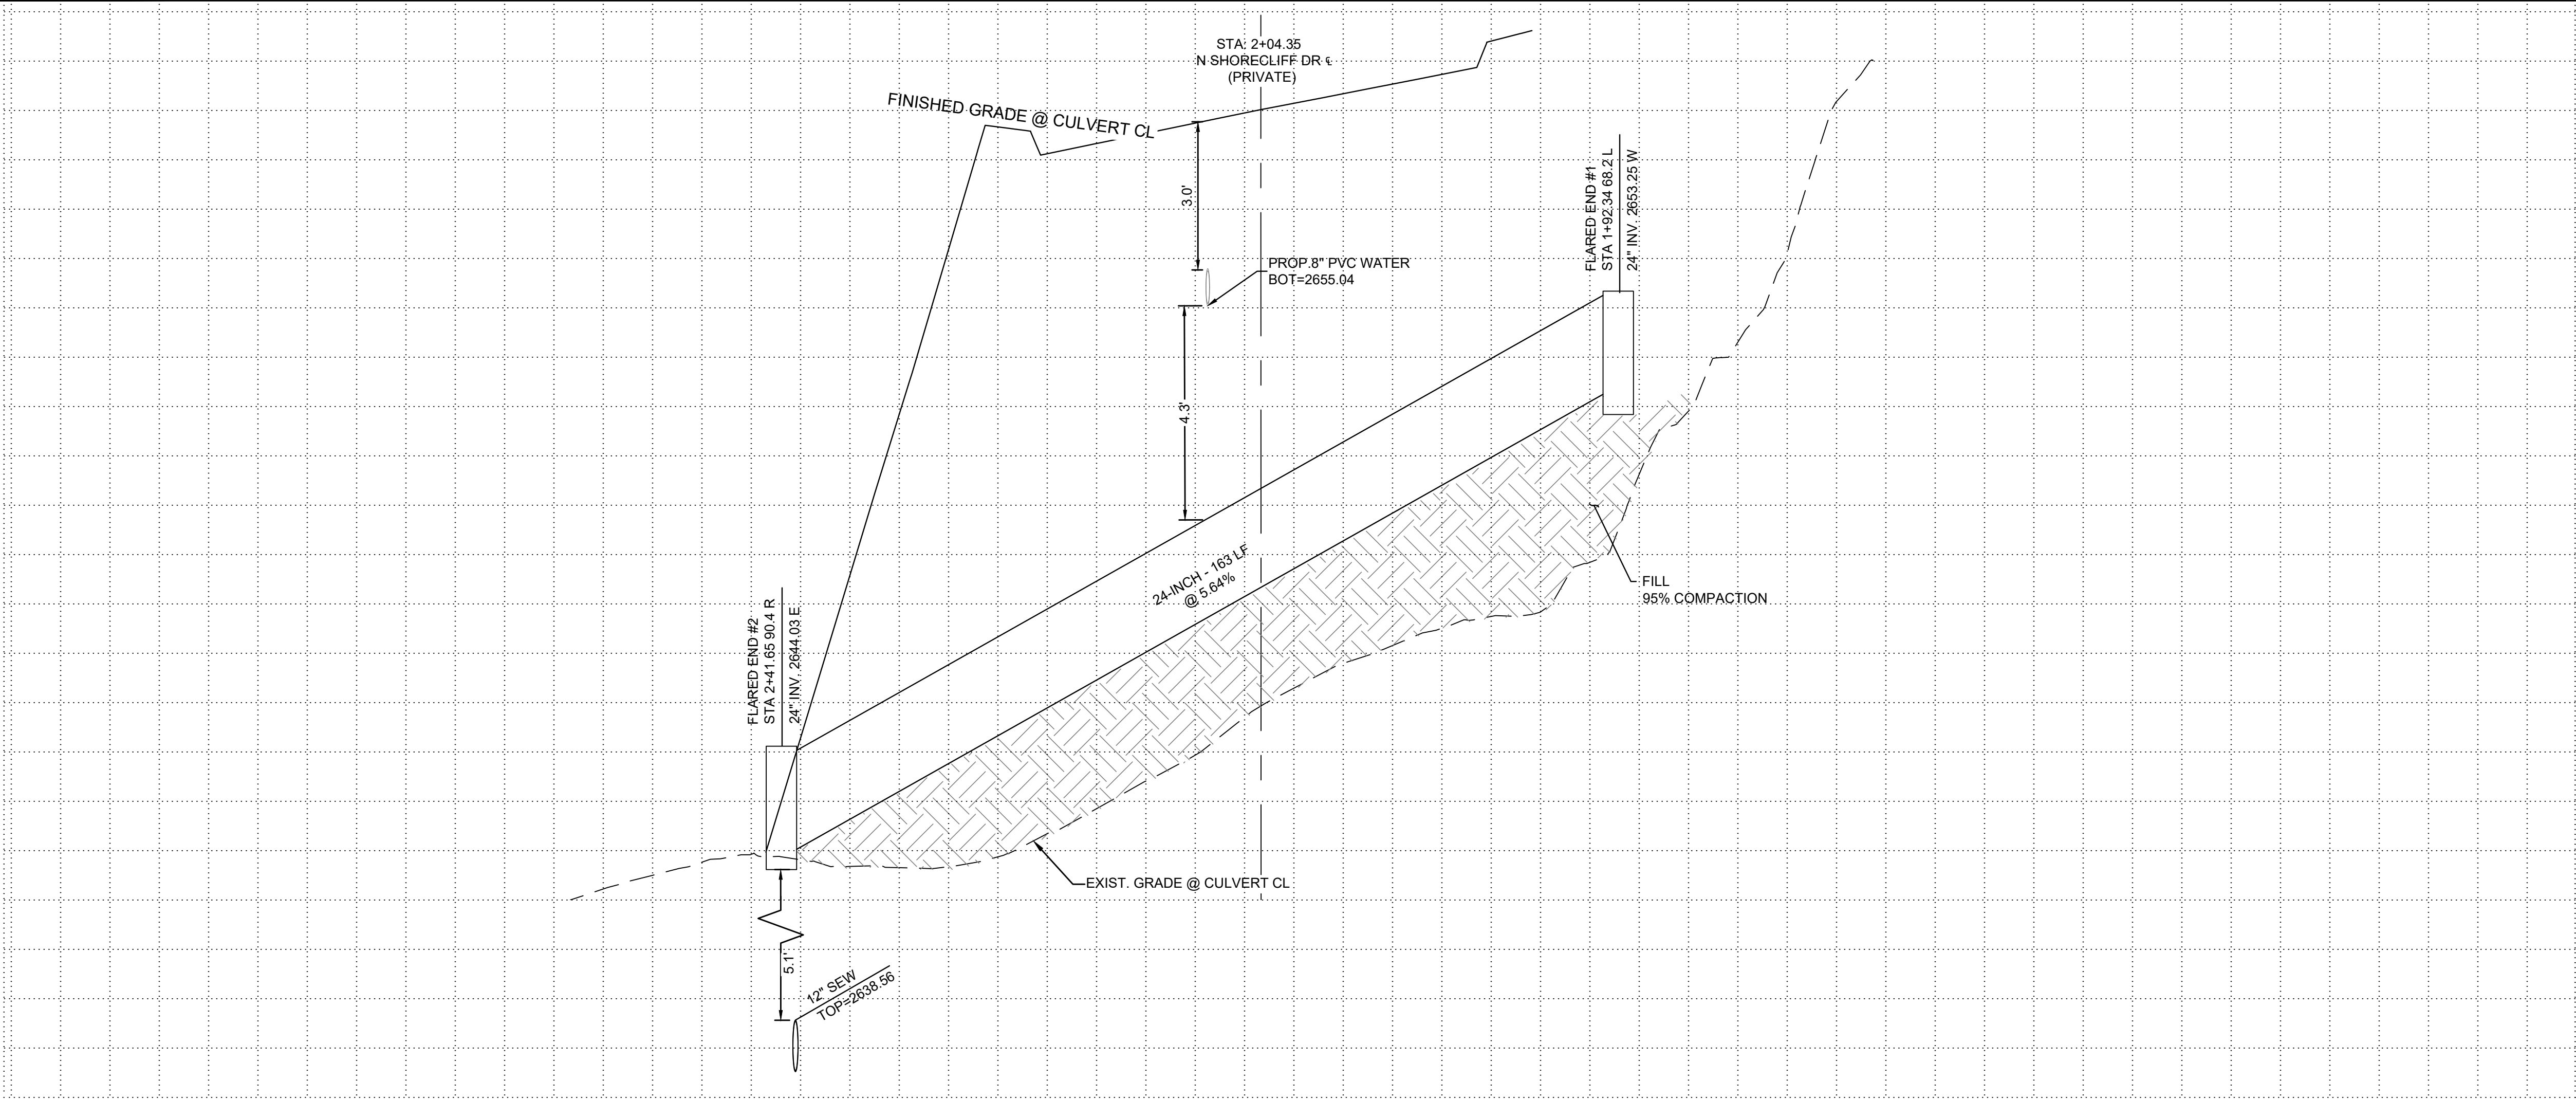 STA: 2+04.35
N SHORECLIFF DR ℄
(PRIVATE)
FINISHED GRADE @ CULVERT CL
3.0'
PROP.8" PVC WATER
BOT=2655.04
FLARED END #1
STA 1+92.34 68.2 L
24" INV. 2653.25 W
4.3'
24-INCH - 163 LF
@ 5.64%
FILL
95% COMPACTION
FLARED END #2
STA 2+41.65 90.4 R
24" INV. 2644.03 E
EXIST. GRADE @ CULVERT CL
5.1'
12" SEW
TOP=2638.56